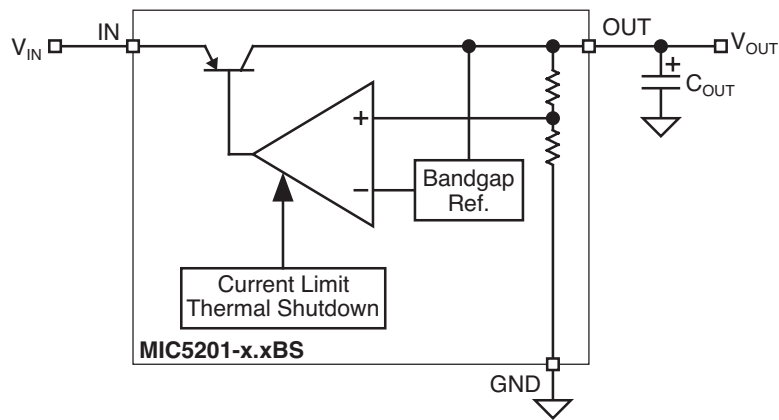 IN
OUT
V_IN
V_OUT
+
C_OUT
+
−
Bandgap
Ref.
Current Limit
Thermal Shutdown
MIC5201-x.xBS
GND